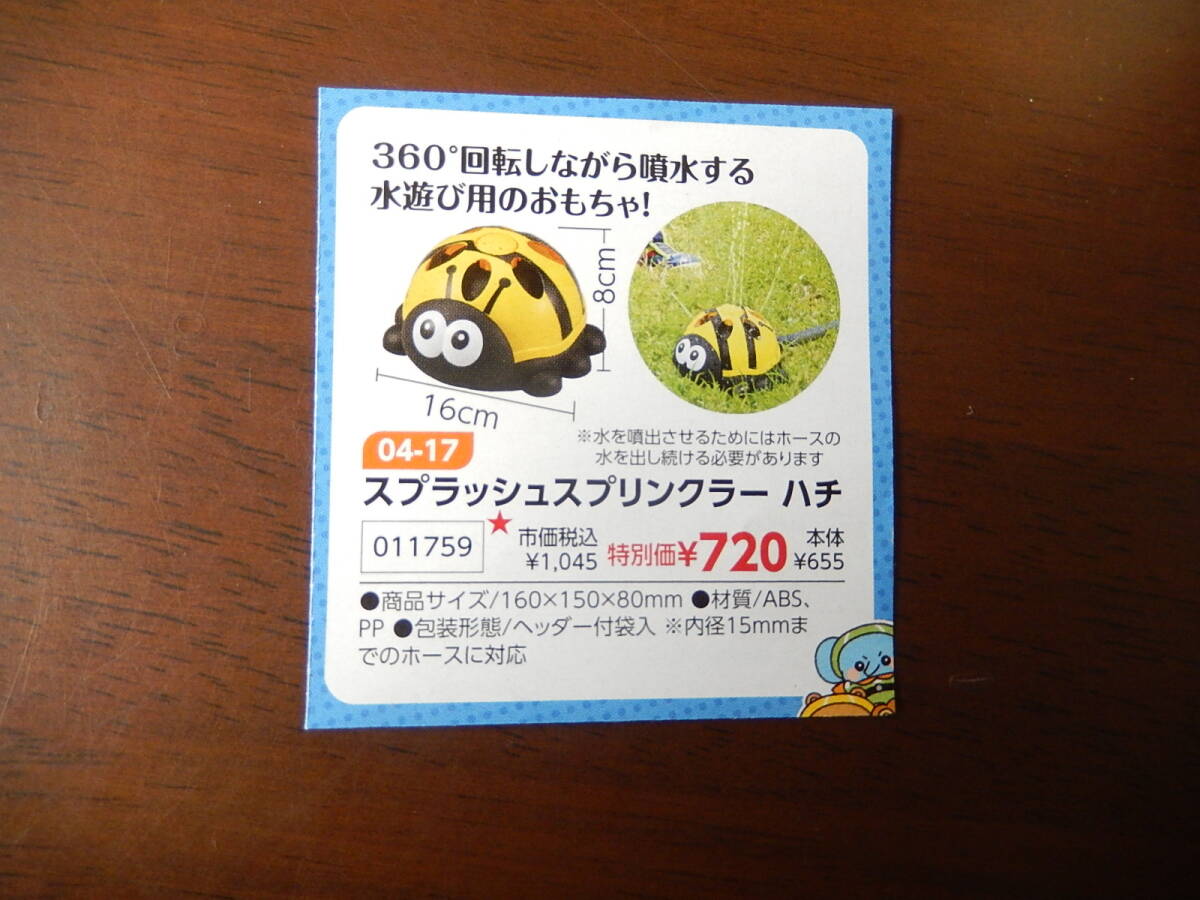 360°回転しながら噴水する
水遊び用のおもちゃ!
8cm
16cm
04-17
※水を噴出させるためにはホースの
水を出し続ける必要があります
スプラッシュスプリンクラー ハチ
011759
★
市価税込
¥1,045
特別価¥720
本体
¥655
●商品サイズ/160×150×80mm ●材質/ABS、
PP ●包装形態/ヘッダー付袋入 ※内径15mmま
でのホースに対応